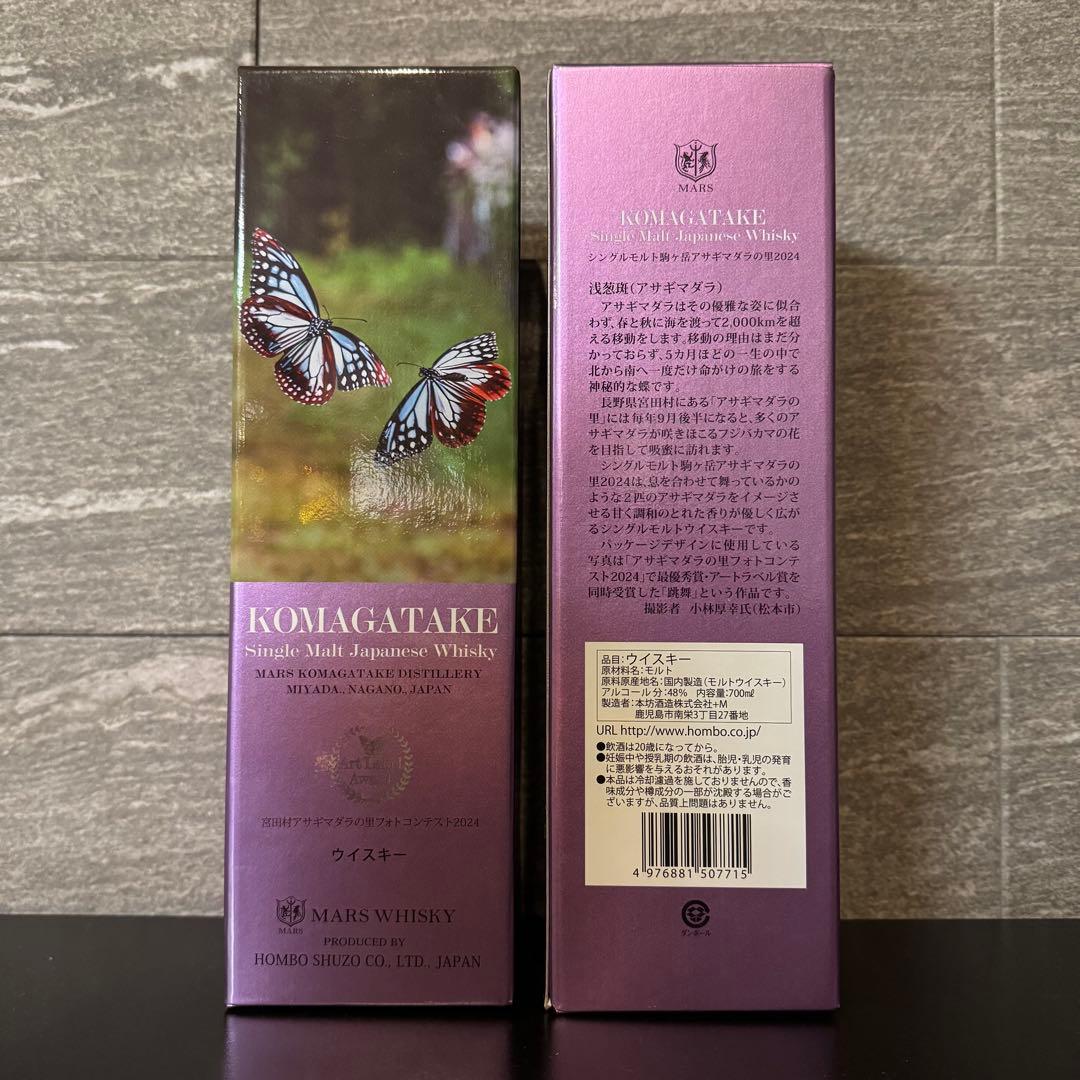 KOMAGATAKE
Single Malt Japanese Whisky
MARS KOMAGATAKE DISTILLERY
MIYADA., NAGANO., JAPAN
Art Label
Award
宮田村アサギマダラの里フォトコンテスト2024
ウイスキー
MARS
MARS WHISKY
PRODUCED BY
HOMBO SHUZO CO., LTD., JAPAN
MARS
KOMAGATAKE
Single Malt Japanese Whisky
シングルモルト駒ヶ岳アサギマダラの里2024
浅葱斑(アサギマダラ)
アサギマダラはその優雅な姿に似合
わず、春と秋に海を渡って2,000kmを超
える移動をします。移動の理由はまだ分
かっておらず、5カ月ほどの一生の中で
北から南へ一度だけ命がけの旅をする
神秘的な蝶です。
長野県宮田村にある「アサギマダラの
里」には毎年9月後半になると、多くのア
サギマダラが咲きほこるフジバカマの花
を目指して吸蜜に訪れます。
シングルモルト駒ヶ岳アサギマダラの
里2024は、息を合わせて舞っているかの
ような2匹のアサギマダラをイメージさ
せる甘く調和のとれた香りが優しく広が
るシングルモルトウイスキーです。
パッケージデザインに使用している
写真は「アサギマダラの里フォトコンテ
スト2024」で最優秀賞・アートラベル賞を
同時受賞した「跳舞」という作品です。
撮影者 小林厚幸氏(松本市)
品目:ウイスキー
原材料名:モルト
原料原産地名:国内製造(モルトウイスキー)
アルコール分:48% 内容量:700㎖
製造者:本坊酒造株式会社+M
鹿児島市南栄3丁目27番地
URL http://www.hombo.co.jp/
●飲酒は20歳になってから。
●妊娠中や授乳期の飲酒は、胎児・乳児の発育
に悪影響を与えるおそれがあります。
●本品は冷却濾過を施しておりませんので、香
味成分や樽成分の一部が沈殿する場合がご
ざいますが、品質上問題はありません。
4 976881 507715
ダンボール